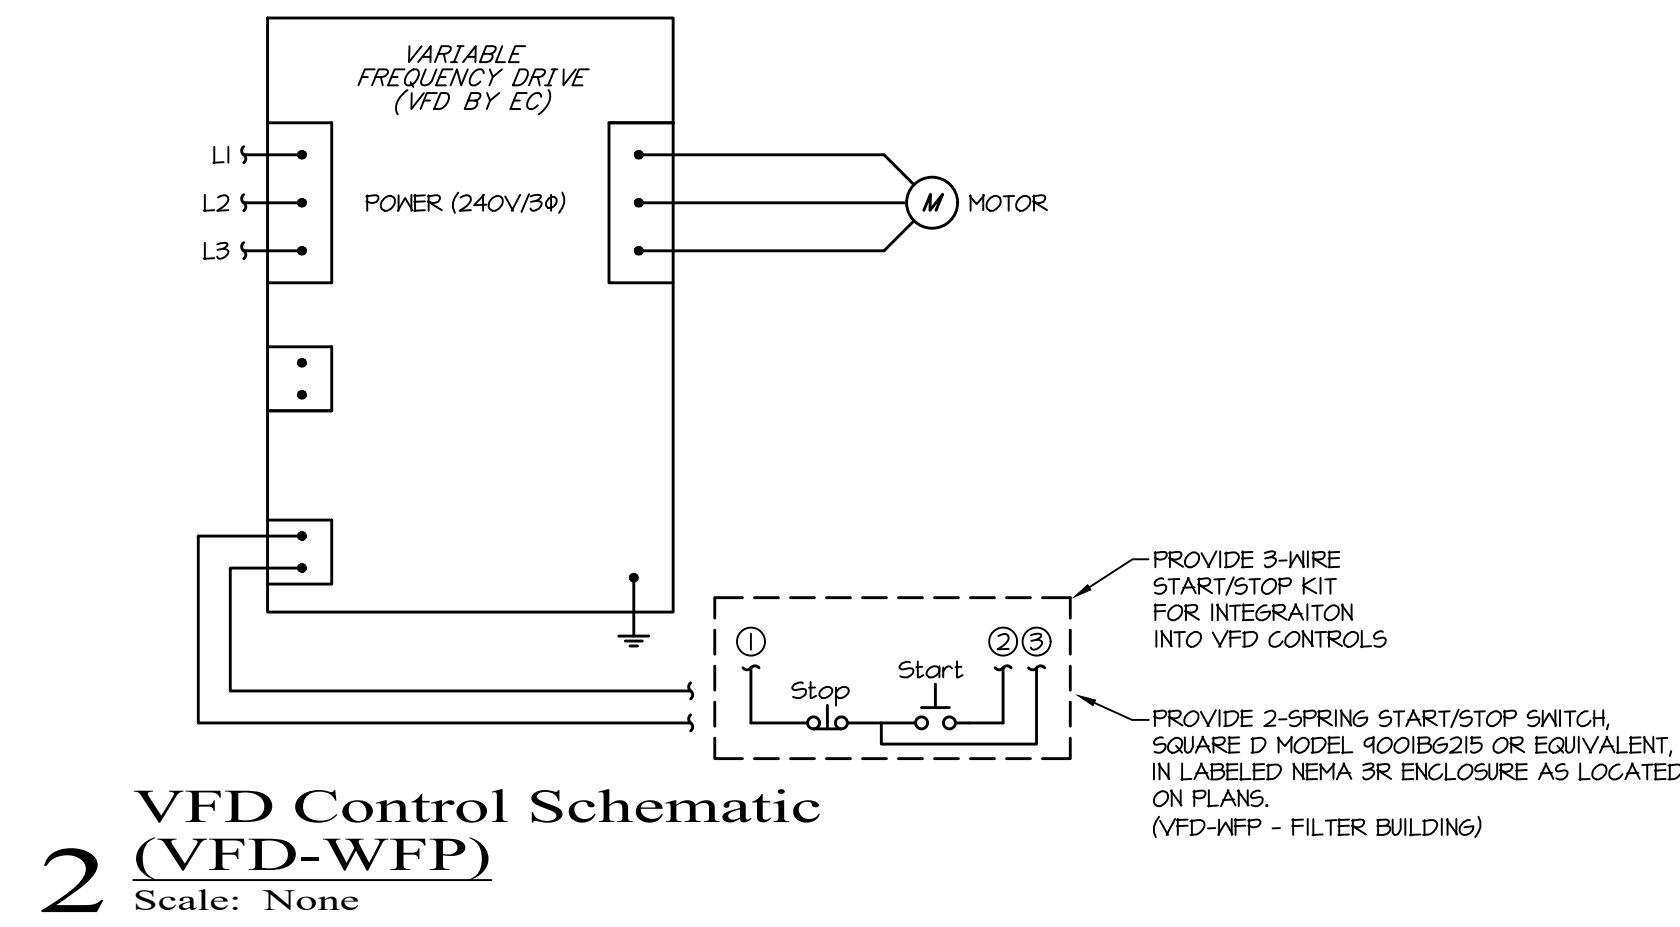 VARIABLE
FREQUENCY DRIVE
(VFD BY EC)
L1
L2
L3
POWER (240V/3Φ)
M
MOTOR
PROVIDE 3-WIRE
START/STOP KIT
FOR INTEGRAITON
INTO VFD CONTROLS
1
2
3
Stop
Start
PROVIDE 2-SPRING START/STOP SWITCH,
SQUARE D MODEL 9001BG215 OR EQUIVALENT,
IN LABELED NEMA 3R ENCLOSURE AS LOCATED
ON PLANS.
(VFD-WFP - FILTER BUILDING)
2
VFD Control Schematic
(VFD-WFP)
Scale: None